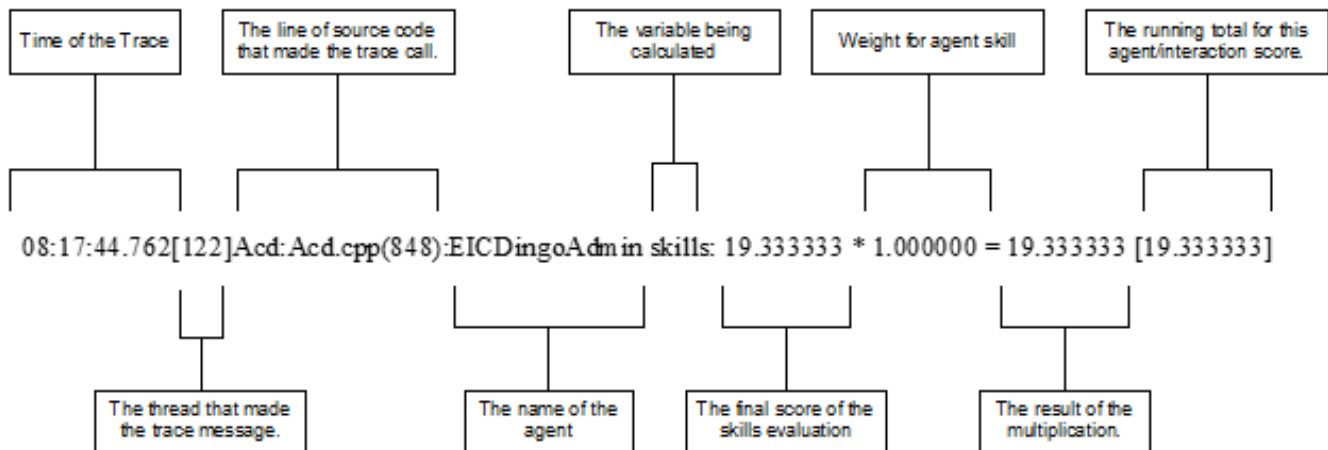 Time of the Trace
The line of source code
that made the trace call.
The variable being
calculated
Weight for agent skill
The running total for this
agent/interaction score.
08:17:44.762[122]Acd:Acd.cpp(848):EICDingoAdmin skills: 19.333333 * 1.000000 = 19.333333 [19.333333]
The thread that made
the trace message.
The name of the
agent
The final score of the
skills evaluation
The result of the
multiplication.